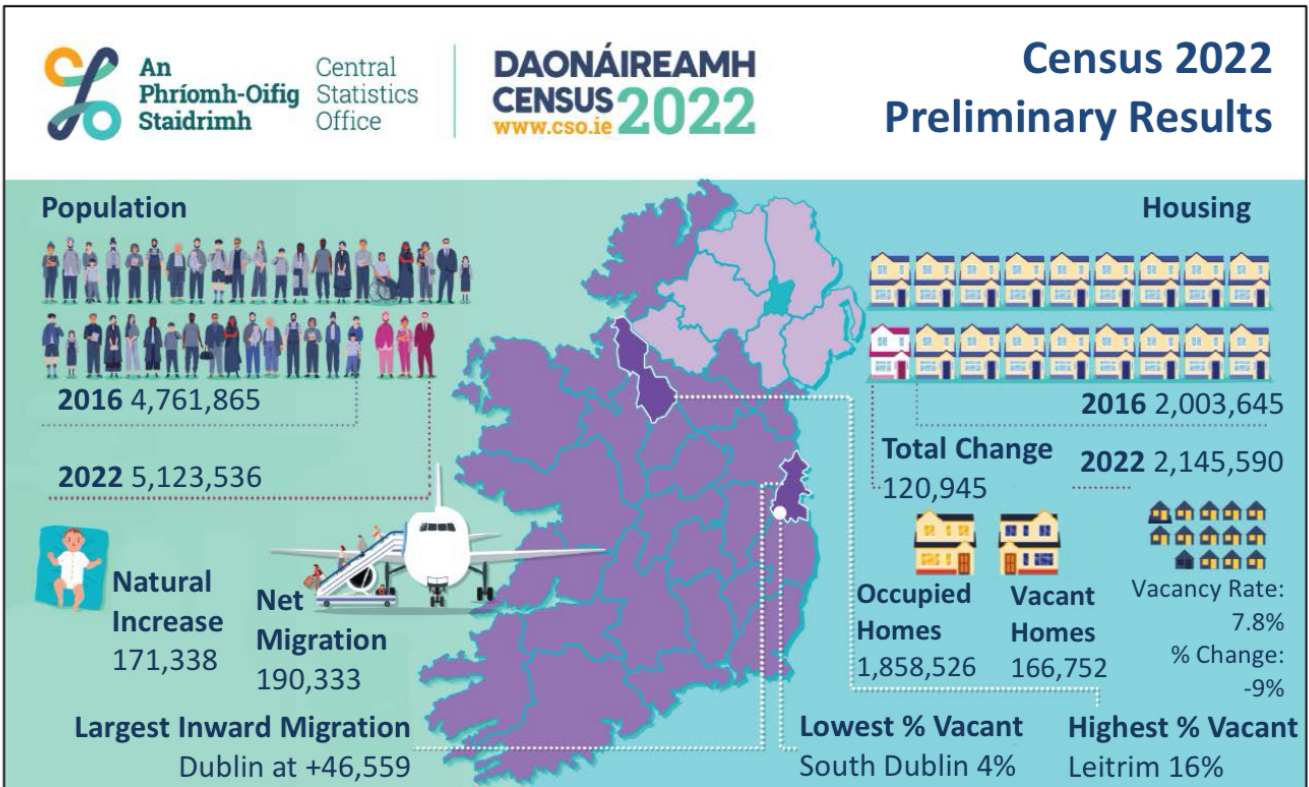 An
Phríomh-Oifig
Staidrimh
Central
Statistics
Office
DAONÁIREAMH
CENSUS 2022
www.cso.ie
Census 2022
Preliminary Results
Population
2016 4,761,865
2022 5,123,536
Natural
Increase
171,338
Net
Migration
190,333
Largest Inward Migration
Dublin at +46,559
Housing
2016 2,003,645
Total Change
120,945
2022 2,145,590
Occupied
Homes
1,858,526
Vacant
Homes
166,752
Vacancy Rate:
7.8%
% Change:
-9%
Lowest % Vacant
South Dublin 4%
Highest % Vacant
Leitrim 16%